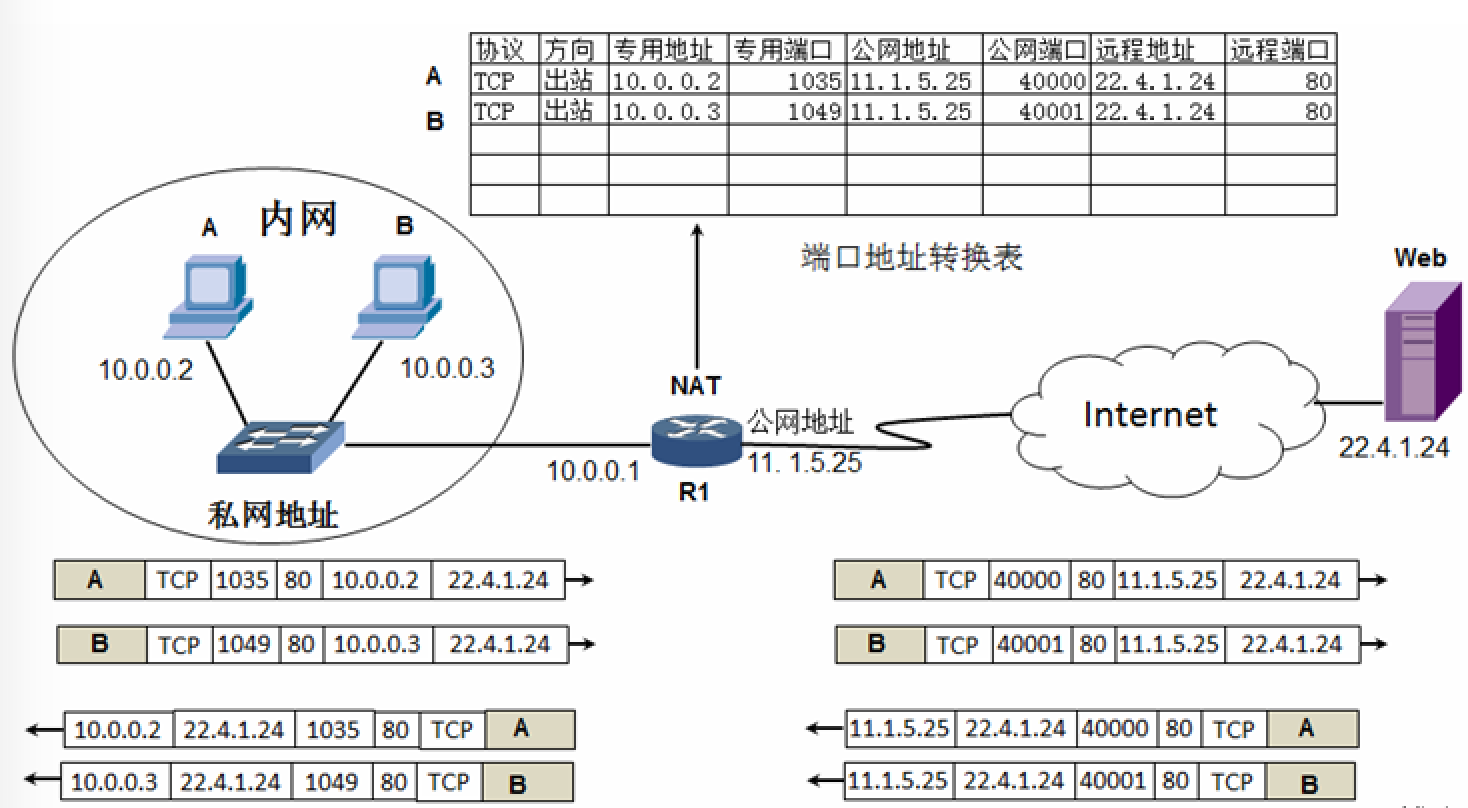 协议 方向 专用地址 专用端口 公网地址 公网端口 远程地址 远程端口
A TCP 出站 10.0.0.2 1035 11.1.5.25 40000 22.4.1.24 80
B TCP 出站 10.0.0.3 1049 11.1.5.25 40001 22.4.1.24 80
端口地址转换表
内网
A
B
10.0.0.2
10.0.0.3
私网地址
10.0.0.1
NAT
R1
公网地址
11. 1.5.25
Internet
Web
22.4.1.24
A TCP 1035 80 10.0.0.2 22.4.1.24
B TCP 1049 80 10.0.0.3 22.4.1.24
10.0.0.2 22.4.1.24 1035 80 TCP A
10.0.0.3 22.4.1.24 1049 80 TCP B
A TCP 40000 80 11.1.5.25 22.4.1.24
B TCP 40001 80 11.1.5.25 22.4.1.24
11.1.5.25 22.4.1.24 40000 80 TCP A
11.1.5.25 22.4.1.24 40001 80 TCP B